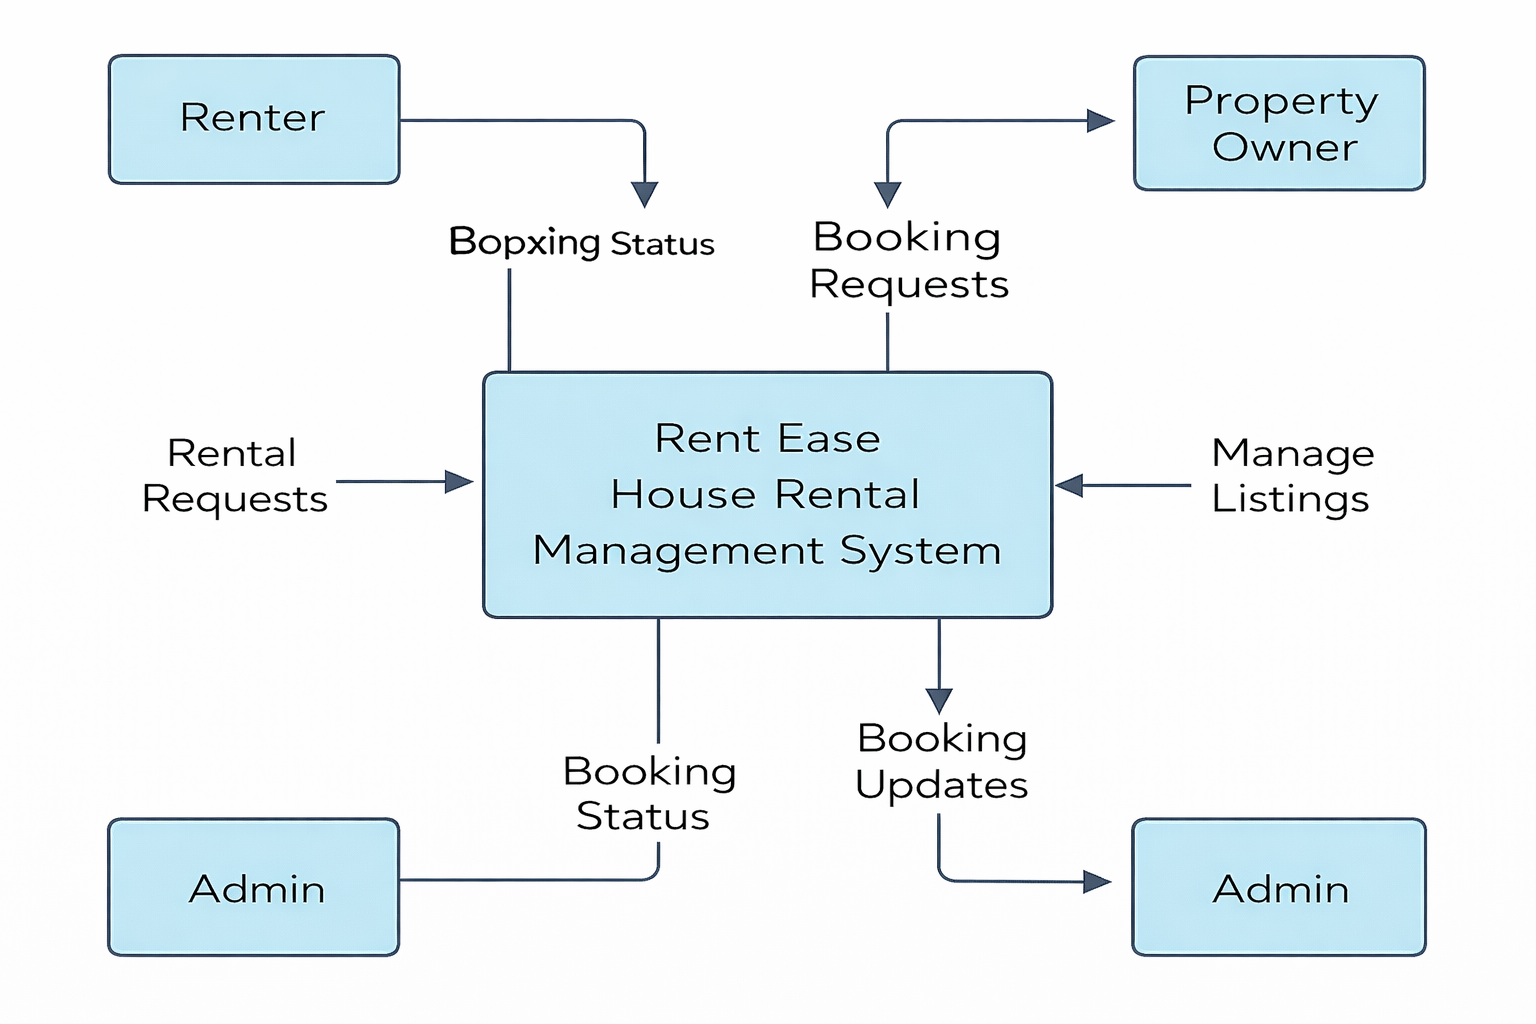 Renter
Property
Owner
Bopxing Status
Booking
Requests
Rental
Requests
Rent Ease
House Rental
Management System
Manage
Listings
Booking
Status
Booking
Updates
Admin
Admin